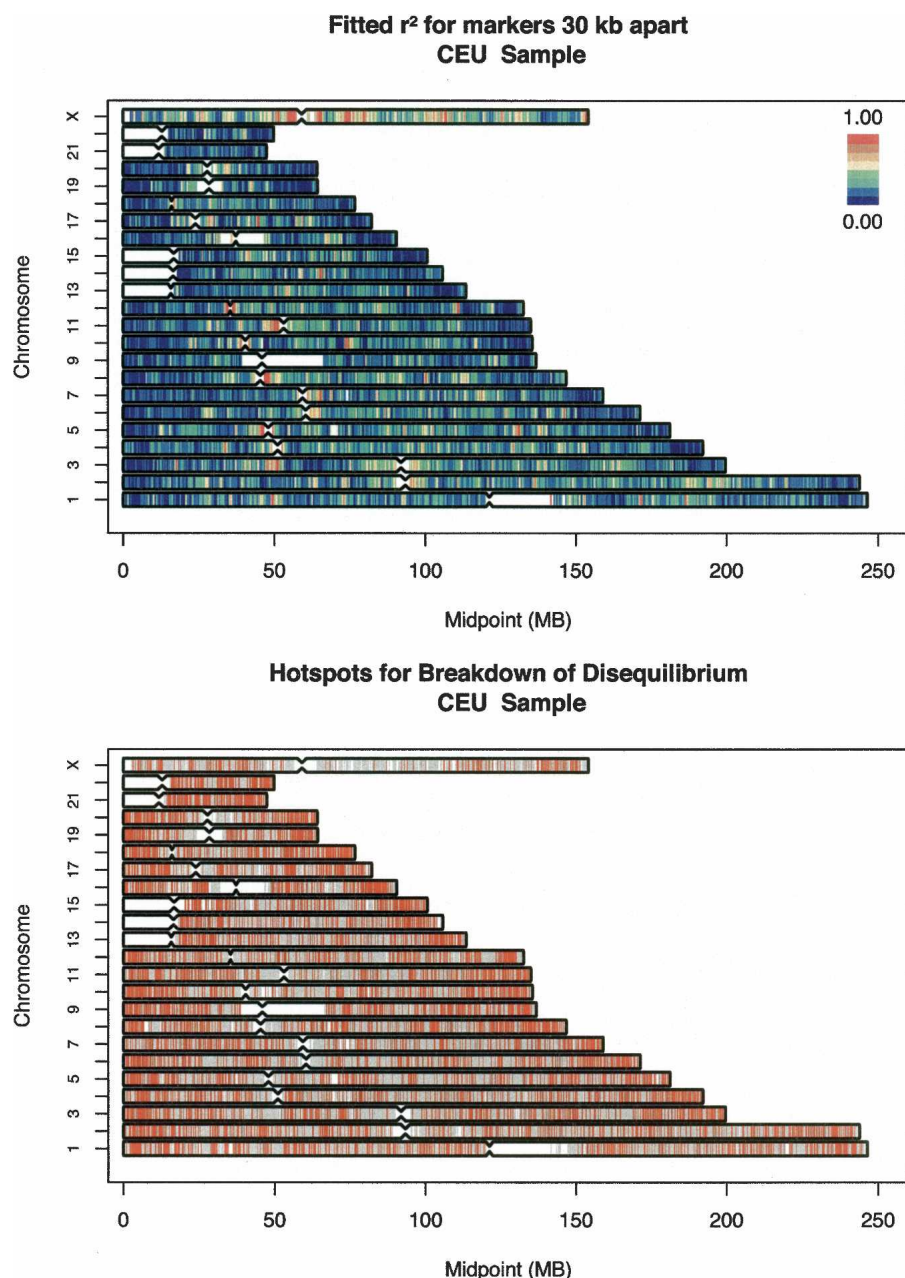 Fitted r² for markers 30 kb apart
CEU Sample
1.00
0.00
X
21
19
17
15
13
11
9
7
5
3
1
Chromosome
0 50 100 150 200 250
Midpoint (MB)
Hotspots for Breakdown of Disequilibrium
CEU Sample
X
21
19
17
15
13
11
9
7
5
3
1
Chromosome
0 50 100 150 200 250
Midpoint (MB)